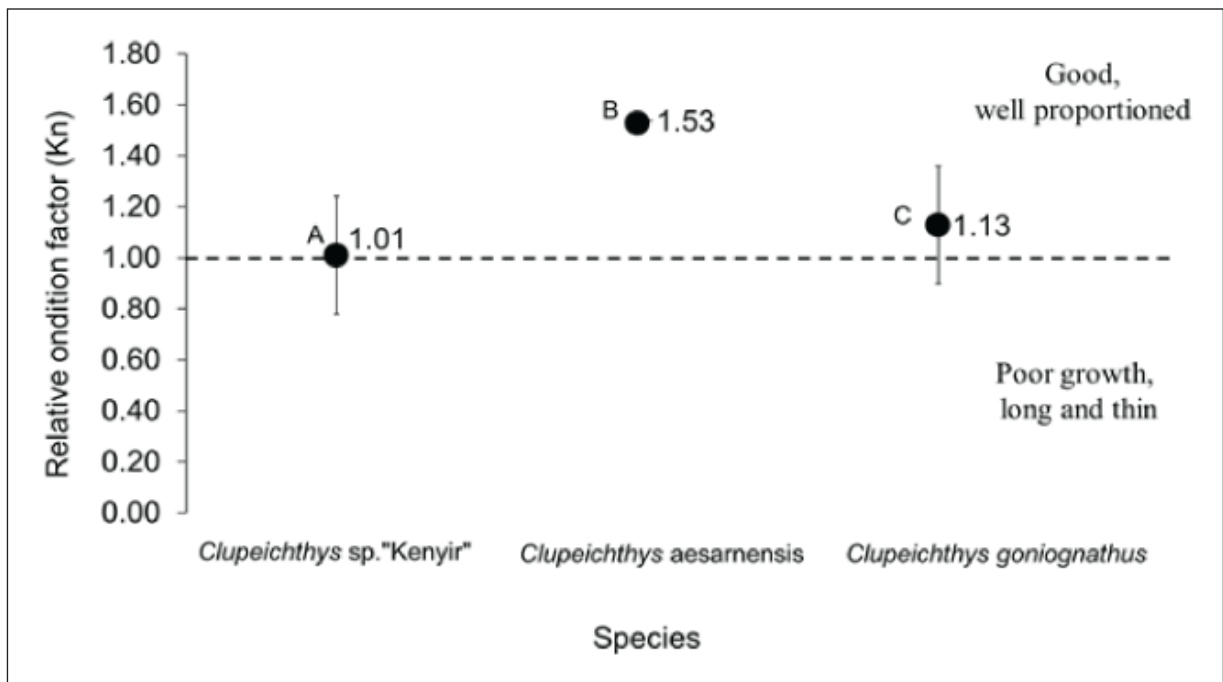 Relative ondition factor (Kn)
1.80
1.60
1.40
1.20
1.00
0.80
0.60
0.40
0.20
0.00
A
1.01
B
1.53
C
1.13
Good,
well proportioned
Poor growth,
long and thin
Clupeichthys sp."Kenyir"
Clupeichthys aesarnensis
Clupeichthys goniognathus
Species